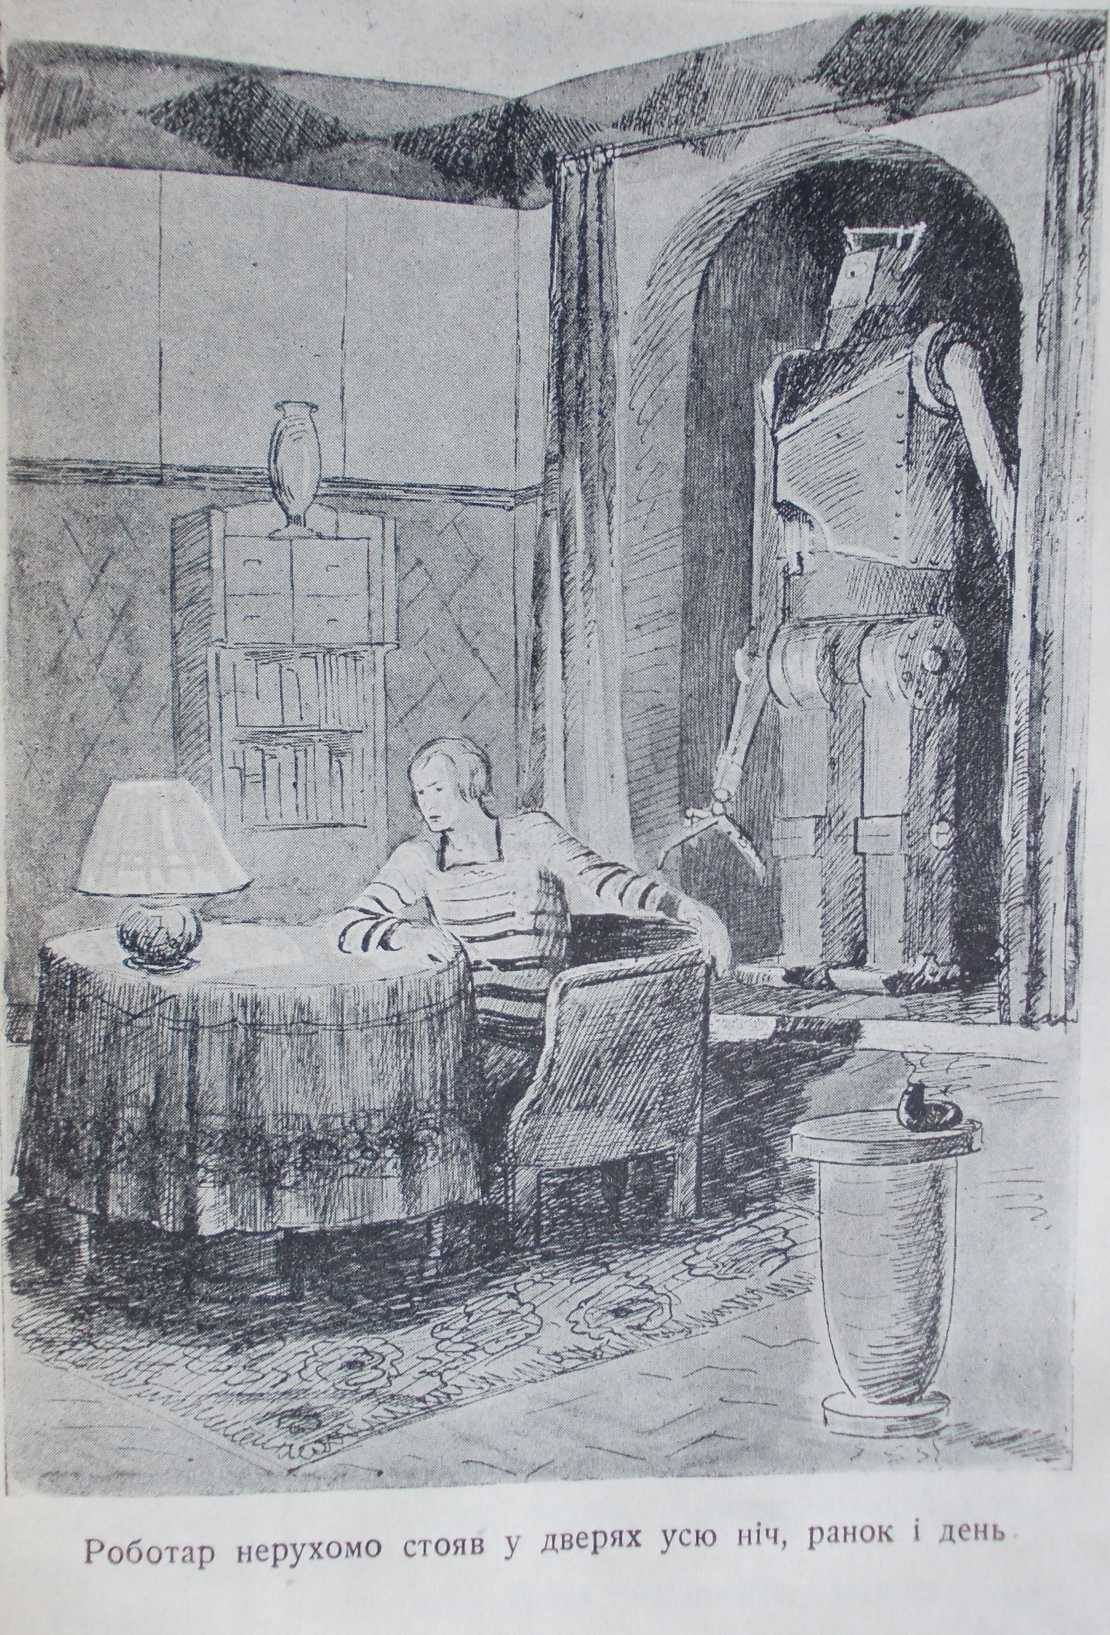 Роботар нерухомо стояв у дверях усю ніч, ранок і день.